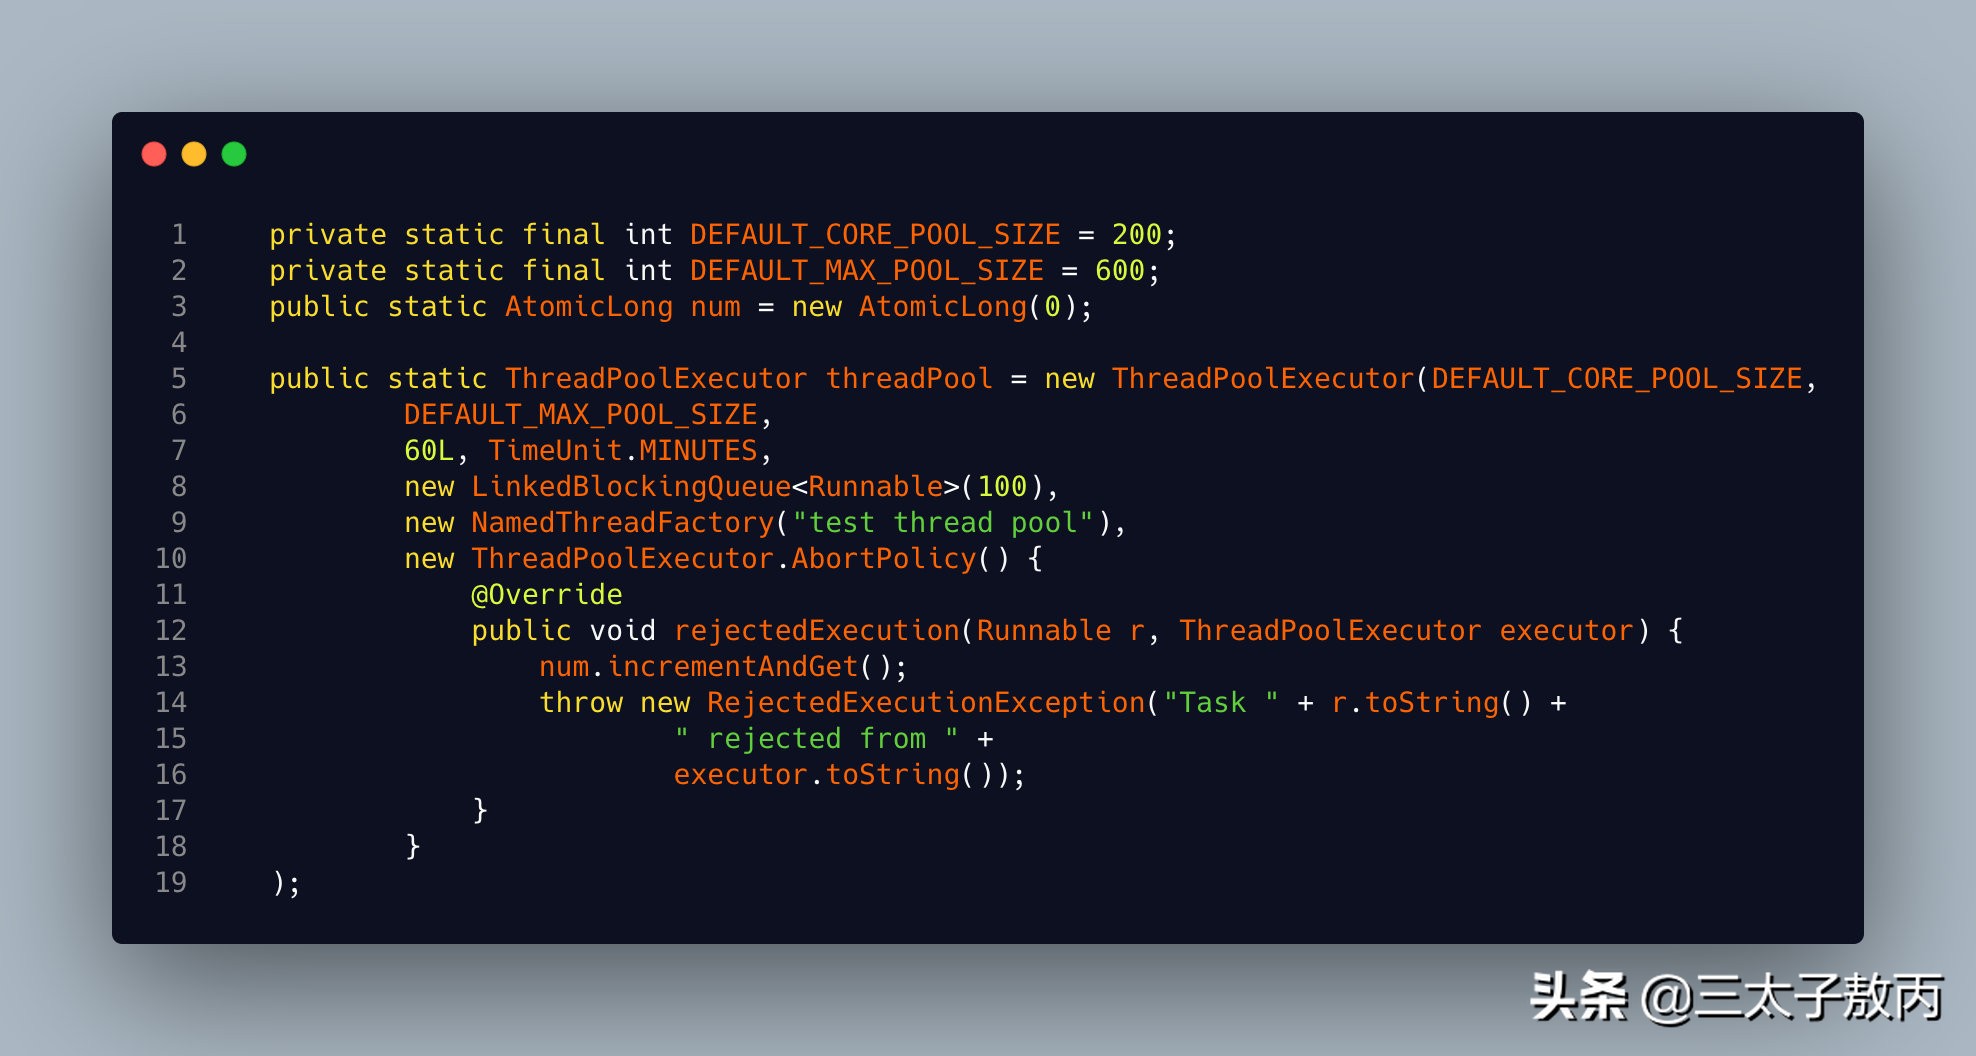 1 private static final int DEFAULT_CORE_POOL_SIZE = 200;
2 private static final int DEFAULT_MAX_POOL_SIZE = 600;
3 public static AtomicLong num = new AtomicLong(0);
4
5 public static ThreadPoolExecutor threadPool = new ThreadPoolExecutor(DEFAULT_CORE_POOL_SIZE,
6 DEFAULT_MAX_POOL_SIZE,
7 60L, TimeUnit.MINUTES,
8 new LinkedBlockingQueue<Runnable>(100),
9 new NamedThreadFactory("test thread pool"),
10 new ThreadPoolExecutor.AbortPolicy() {
11 @Override
12 public void rejectedExecution(Runnable r, ThreadPoolExecutor executor) {
13 num.incrementAndGet();
14 throw new RejectedExecutionException("Task " + r.toString() +
15 " rejected from " +
16 executor.toString());
17 }
18 }
19 );
头条 @三太子敖丙